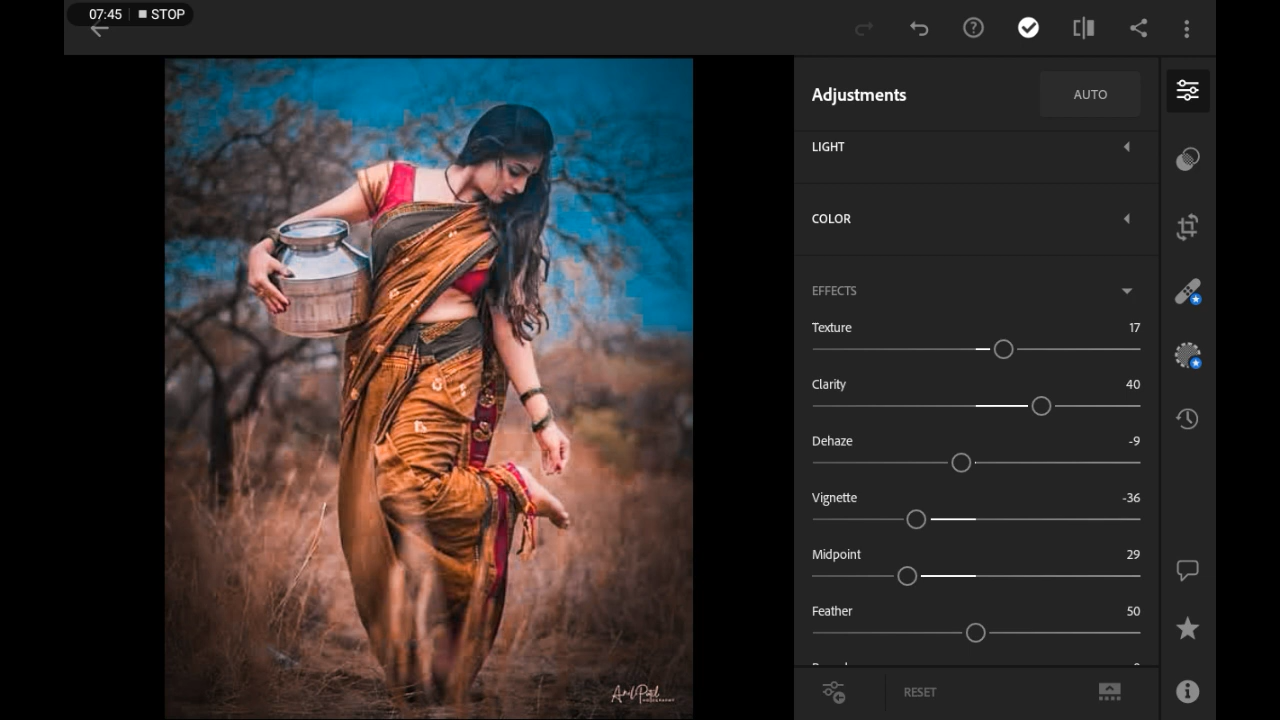 07:45 STOP
Adjustments
AUTO
LIGHT
COLOR
EFFECTS
Texture 17
Clarity 40
Dehaze -9
Vignette -36
Midpoint 29
Feather 50
RESET